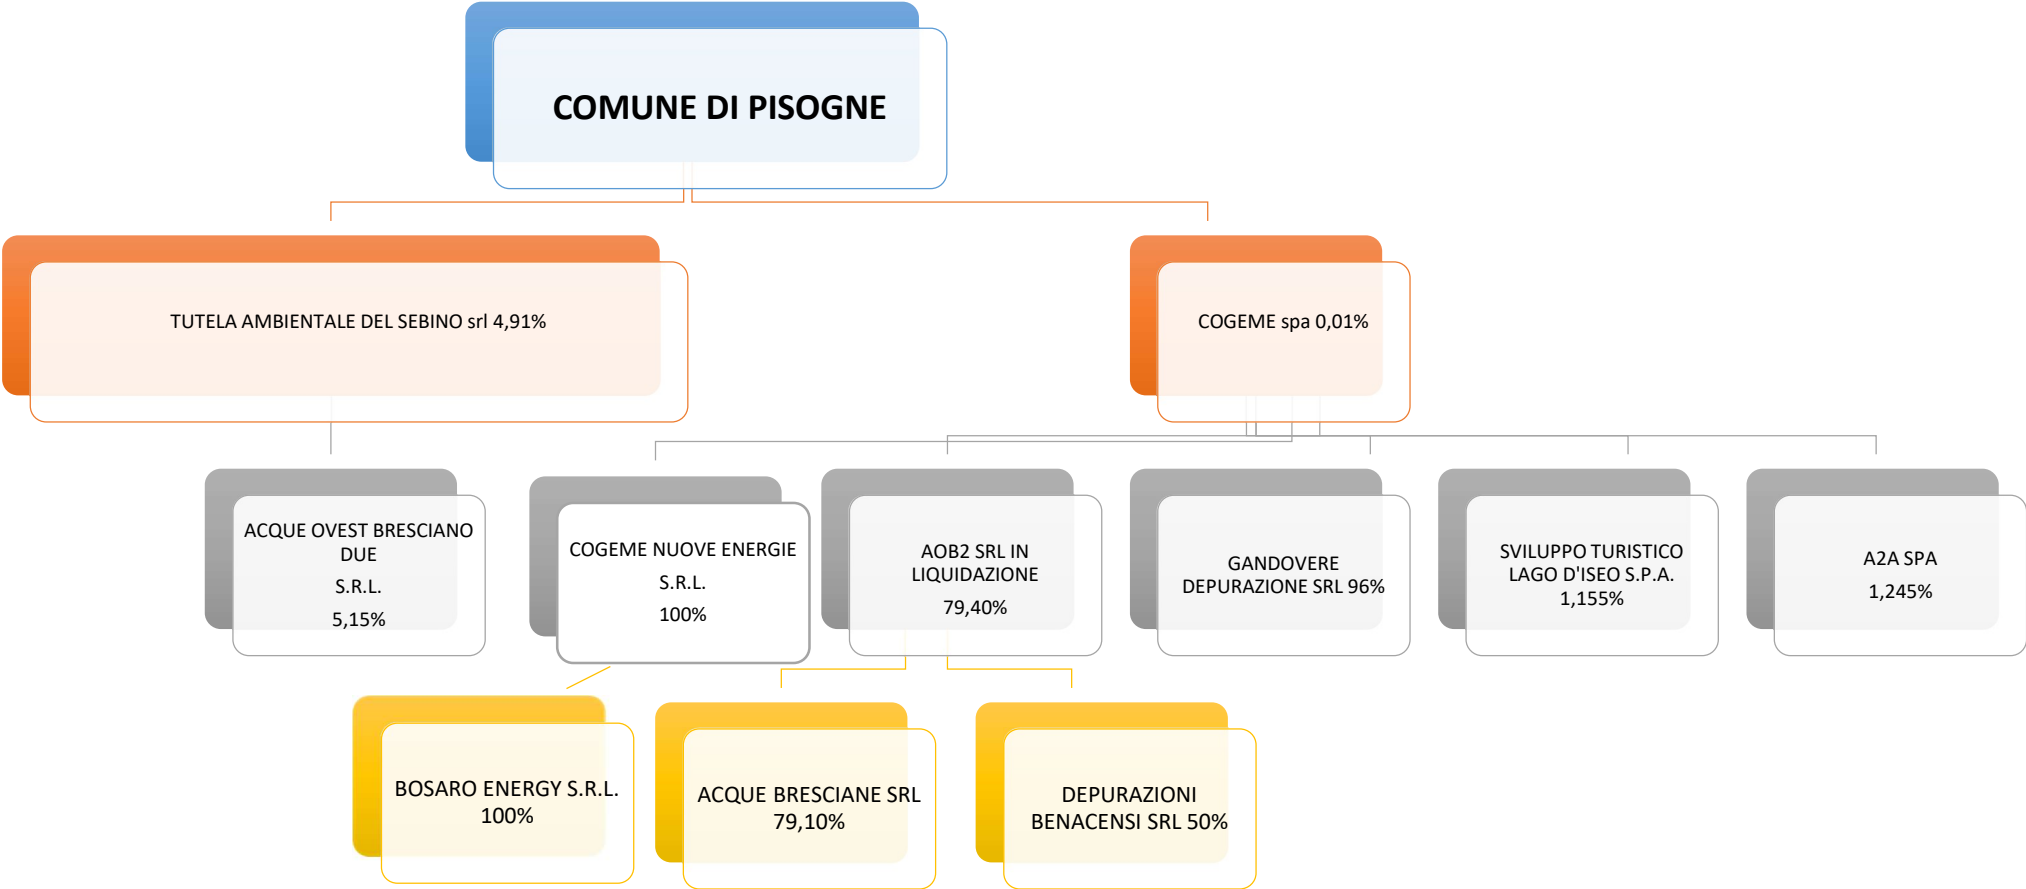 COMUNE DI PISOGNE
TUTELA AMBIENTALE DEL SEBINO srl 4,91%
COGEME spa 0,01%
ACQUE OVEST BRESCIANO
DUE
S.R.L.
5,15%
COGEME NUOVE ENERGIE
S.R.L.
100%
AOB2 SRL IN
LIQUIDAZIONE
79,40%
GANDOVERE
DEPURAZIONE SRL 96%
SVILUPPO TURISTICO
LAGO D'ISEO S.P.A.
1,155%
A2A SPA
1,245%
BOSARO ENERGY S.R.L.
100%
ACQUE BRESCIANE SRL
79,10%
DEPURAZIONI
BENACENSI SRL 50%